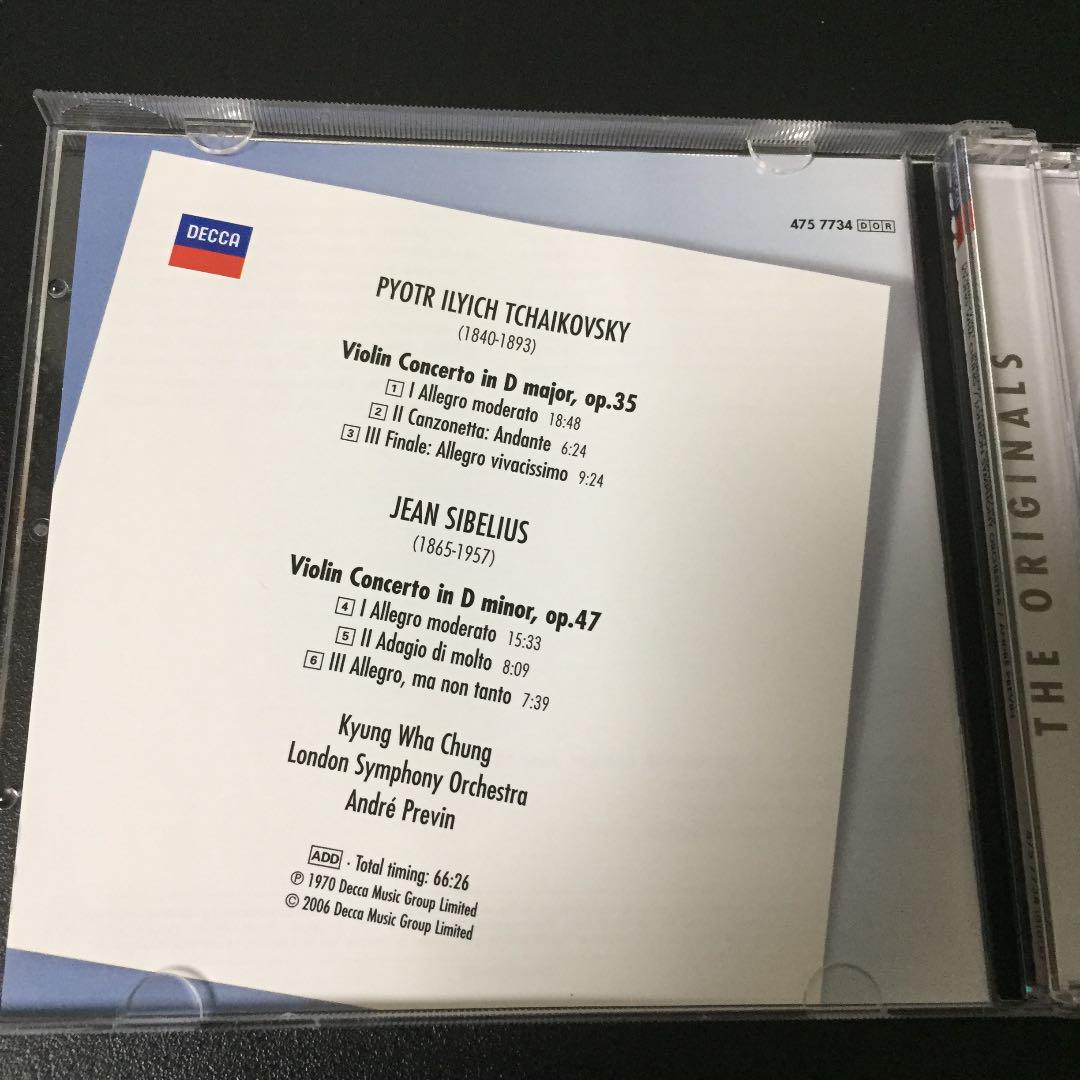 DECCA
475 7734 DOR
PYOTR ILYICH TCHAIKOVSKY
(1840-1893)
Violin Concerto in D major, op.35
1 I Allegro moderato 18:48
2 II Canzonetta: Andante 6:24
3 III Finale: Allegro vivacissimo 9:24
JEAN SIBELIUS
(1865-1957)
Violin Concerto in D minor, op.47
4 I Allegro moderato 15:33
5 II Adagio di molto 8:09
6 III Allegro, ma non tanto 7:39
Kyung Wha Chung
London Symphony Orchestra
André Previn
ADD · Total timing: 66:26
℗ 1970 Decca Music Group Limited
© 2006 Decca Music Group Limited
THE ORIGINALS